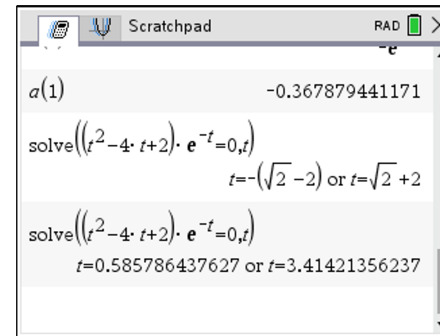 Scratchpad RAD
-e
a(1) -0.367879441171
solve((t²-4·t+2)·e⁻ᵗ=0,t)
t=-(√2-2) or t=√2+2
solve((t²-4·t+2)·e⁻ᵗ=0,t)
t=0.585786437627 or t=3.41421356237